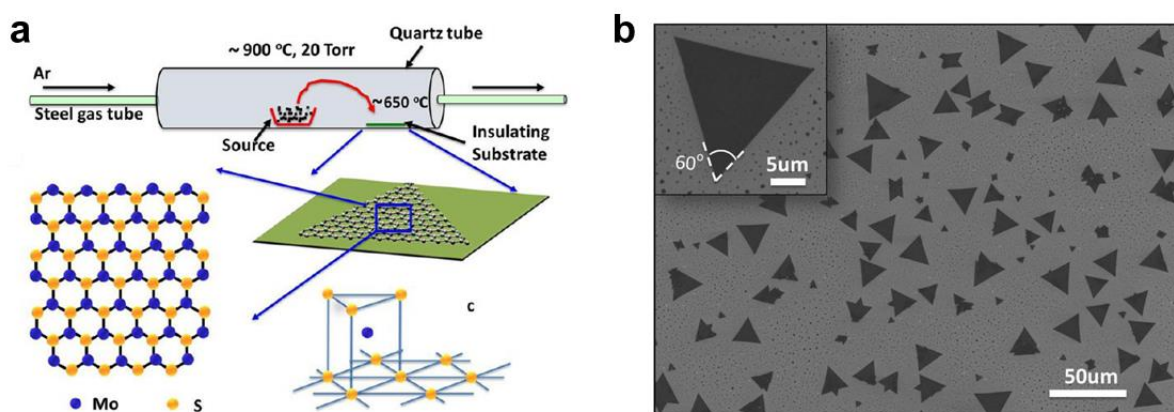 a
~ 900 °C, 20 Torr
Quartz tube
Ar
Steel gas tube
~650 °C
Source
Insulating
Substrate
c
Mo
S
b
60°
5um
50um